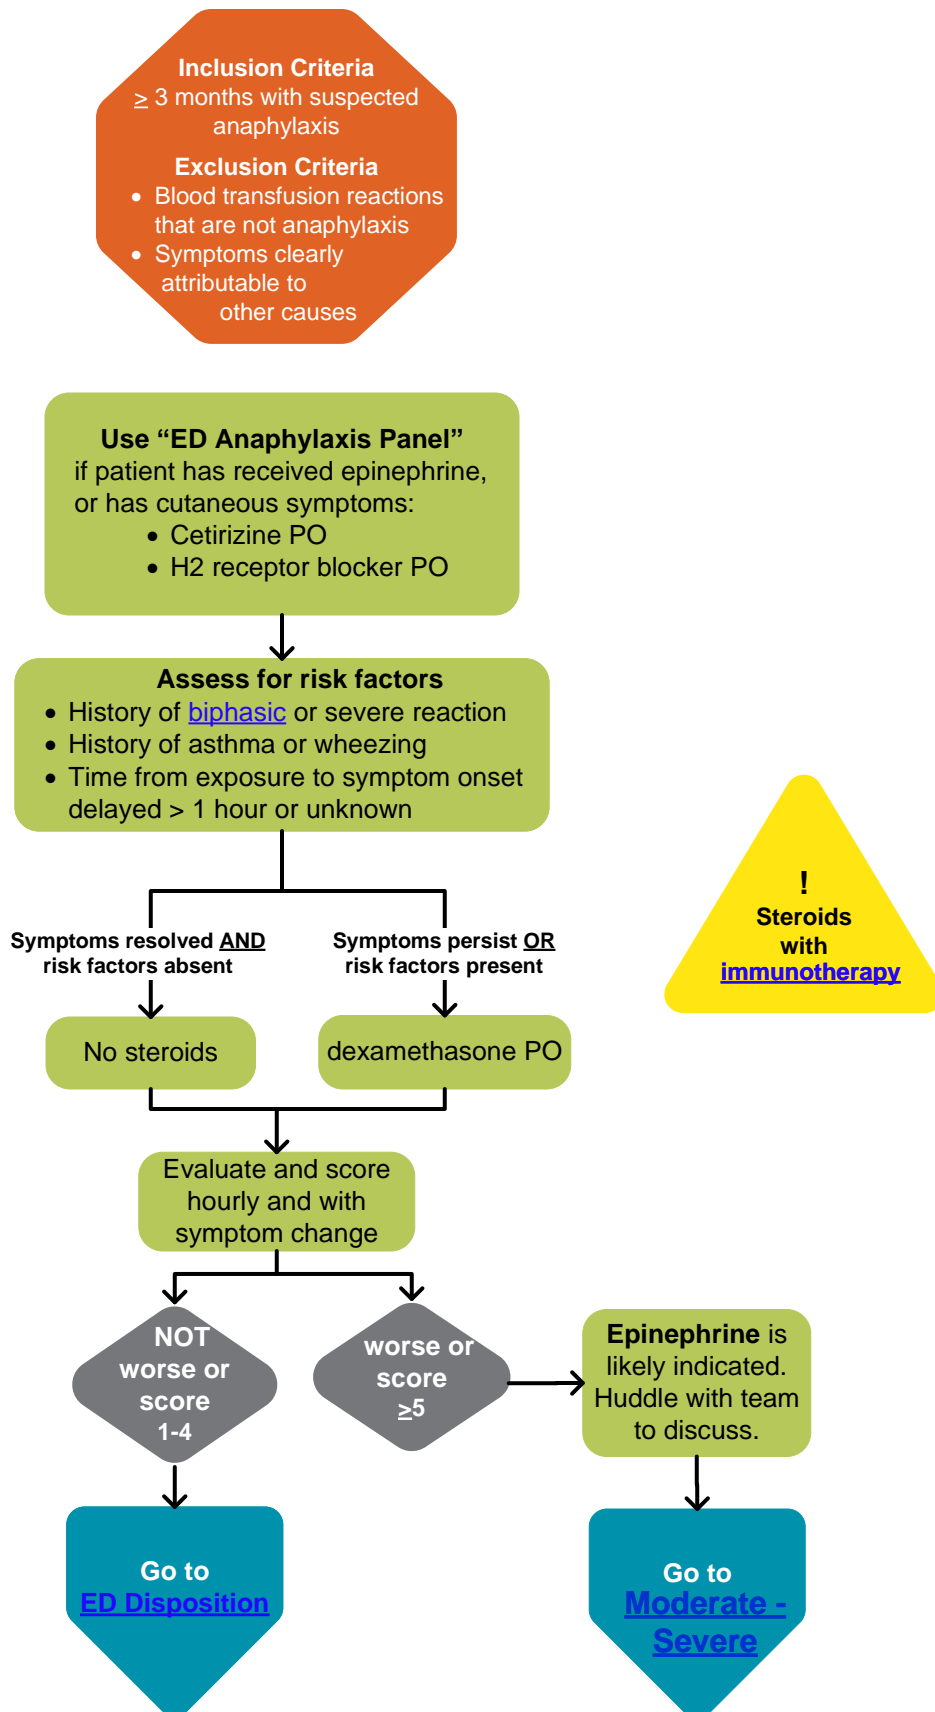 Inclusion Criteria
≥ 3 months with suspected
anaphylaxis
Exclusion Criteria
• Blood transfusion reactions
that are not anaphylaxis
• Symptoms clearly
attributable to
other causes
Use “ED Anaphylaxis Panel”
if patient has received epinephrine,
or has cutaneous symptoms:
• Cetirizine PO
• H2 receptor blocker PO
Assess for risk factors
• History of biphasic or severe reaction
• History of asthma or wheezing
• Time from exposure to symptom onset
delayed > 1 hour or unknown
!
Steroids
with
immunotherapy
Symptoms resolved AND
risk factors absent
Symptoms persist OR
risk factors present
No steroids
dexamethasone PO
Evaluate and score
hourly and with
symptom change
NOT
worse or
score
1-4
worse or
score
≥5
Epinephrine is
likely indicated.
Huddle with team
to discuss.
Go to
ED Disposition
Go to
Moderate -
Severe